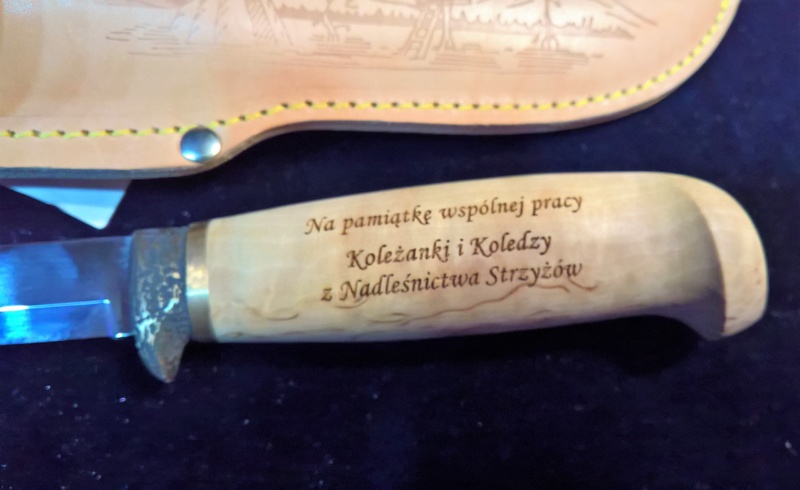 Na pamiątkę wspólnej pracy
Koleżanki i Koledzy
z Nadleśnictwa Strzyżów